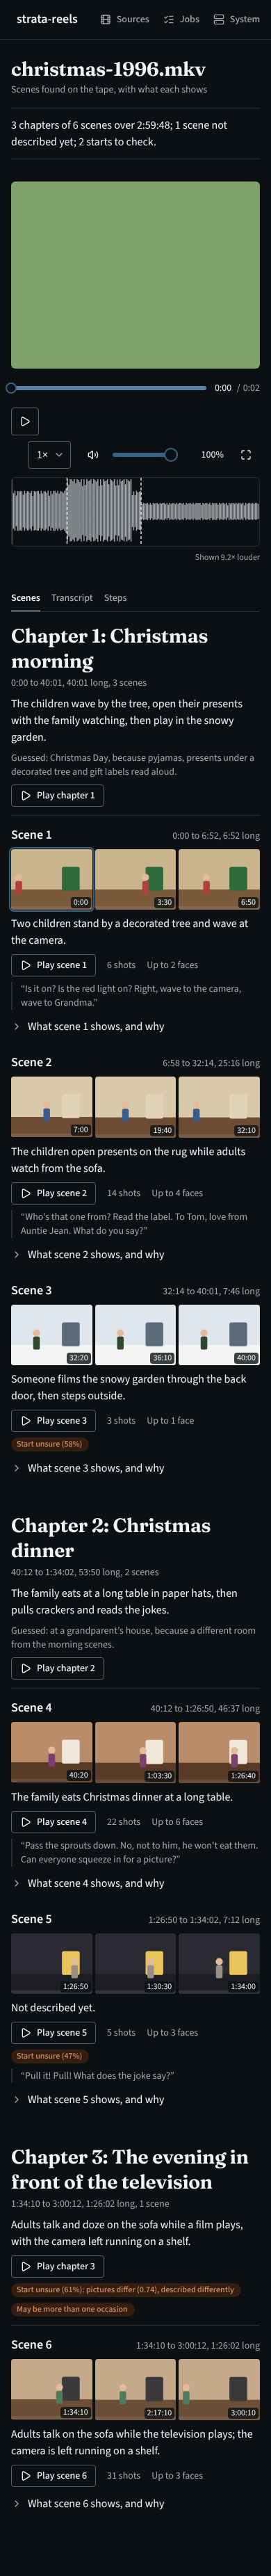 strata-reels
Sources
Jobs
System
christmas-1996.mkv
Scenes found on the tape, with what each shows
3 chapters of 6 scenes over 2:59:48; 1 scene not
described yet; 2 starts to check.
0:00 / 0:02
1×
100%
Shown 9.2× louder
Scenes
Transcript
Steps
Chapter 1: Christmas
morning
0:00 to 40:01, 40:01 long, 3 scenes
The children wave by the tree, open their presents
with the family watching, then play in the snowy
garden.
Guessed: Christmas Day, because pyjamas, presents under a
decorated tree and gift labels read aloud.
Play chapter 1
Scene 1
0:00 to 6:52, 6:52 long
0:00
3:30
6:50
Two children stand by a decorated tree and wave at
the camera.
Play scene 1
6 shots
Up to 2 faces
“Is it on? Is the red light on? Right, wave to the camera,
wave to Grandma.”
What scene 1 shows, and why
Scene 2
6:58 to 32:14, 25:16 long
7:00
19:40
32:10
The children open presents on the rug while adults
watch from the sofa.
Play scene 2
14 shots
Up to 4 faces
“Who's that one from? Read the label. To Tom, love from
Auntie Jean. What do you say?”
What scene 2 shows, and why
Scene 3
32:14 to 40:01, 7:46 long
32:20
36:10
40:00
Someone films the snowy garden through the back
door, then steps outside.
Play scene 3
3 shots
Up to 1 face
Start unsure (58%)
What scene 3 shows, and why
Chapter 2: Christmas
dinner
40:12 to 1:34:02, 53:50 long, 2 scenes
The family eats at a long table in paper hats, then
pulls crackers and reads the jokes.
Guessed: at a grandparent's house, because a different room
from the morning scenes.
Play chapter 2
Scene 4
40:12 to 1:26:50, 46:37 long
40:20
1:03:30
1:26:40
The family eats Christmas dinner at a long table.
Play scene 4
22 shots
Up to 6 faces
“Pass the sprouts down. No, not to him, he won't eat them.
Can everyone squeeze in for a picture?”
What scene 4 shows, and why
Scene 5
1:26:50 to 1:34:02, 7:12 long
1:26:50
1:30:30
1:34:00
Not described yet.
Play scene 5
5 shots
Up to 3 faces
Start unsure (47%)
“Pull it! Pull! What does the joke say?”
What scene 5 shows, and why
Chapter 3: The evening in
front of the television
1:34:10 to 3:00:12, 1:26:02 long, 1 scene
Adults talk and doze on the sofa while a film plays,
with the camera left running on a shelf.
Play chapter 3
Start unsure (61%): pictures differ (0.74), described differently
May be more than one occasion
Scene 6
1:34:10 to 3:00:12, 1:26:02 long
1:34:10
2:17:10
3:00:10
Adults talk on the sofa while the television plays; the
camera is left running on a shelf.
Play scene 6
31 shots
Up to 3 faces
What scene 6 shows, and why